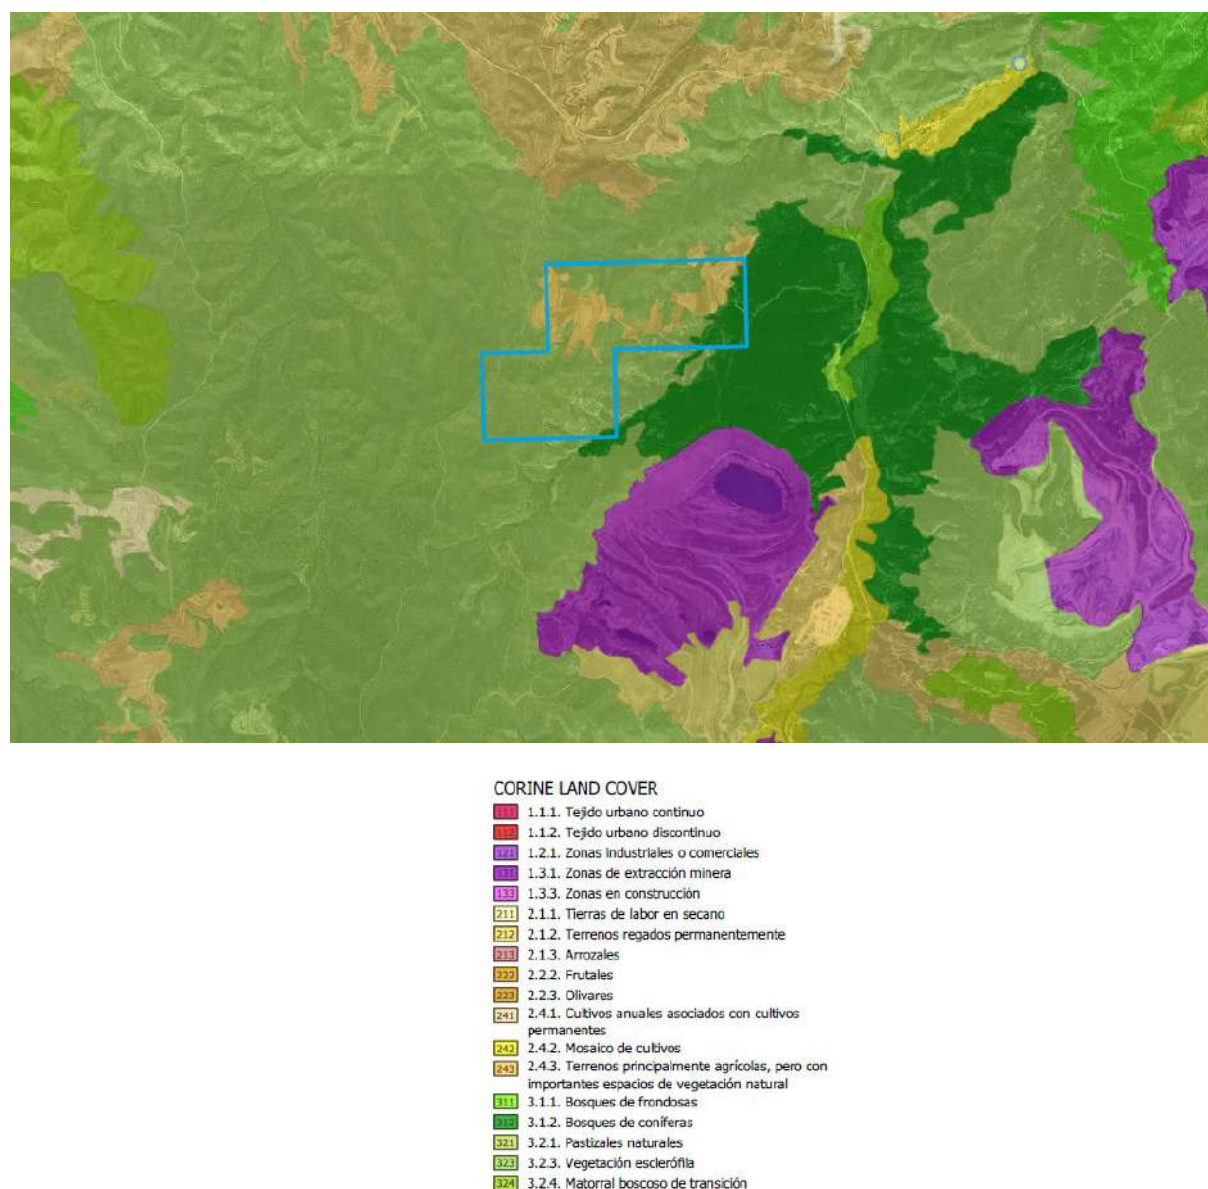 CORINE LAND COVER
111 1.1.1. Tejido urbano continuo
112 1.1.2. Tejido urbano discontinuo
121 1.2.1. Zonas industriales o comerciales
131 1.3.1. Zonas de extracción minera
133 1.3.3. Zonas en construcción
211 2.1.1. Tierras de labor en secano
212 2.1.2. Terrenos regados permanentemente
213 2.1.3. Arrozales
222 2.2.2. Frutales
223 2.2.3. Olivares
241 2.4.1. Cultivos anuales asociados con cultivos
permanentes
242 2.4.2. Mosaico de cultivos
243 2.4.3. Terrenos principalmente agrícolas, pero con
importantes espacios de vegetación natural
311 3.1.1. Bosques de frondosas
312 3.1.2. Bosques de coníferas
321 3.2.1. Pastizales naturales
323 3.2.3. Vegetación esclerófila
324 3.2.4. Matorral boscoso de transición